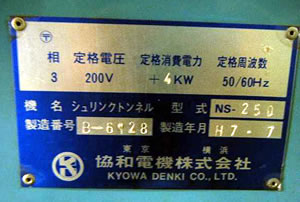 〒
相 定格電圧 定格消費電力 定格周波数
3 200V 4KW 50/60Hz
機名 シュリンクトンネル 型式 NS-250
製造番号 B-6928 製造年月 H7-7
東京 横浜
K
協和電機株式会社
KYOWA DENKI CO., LTD.